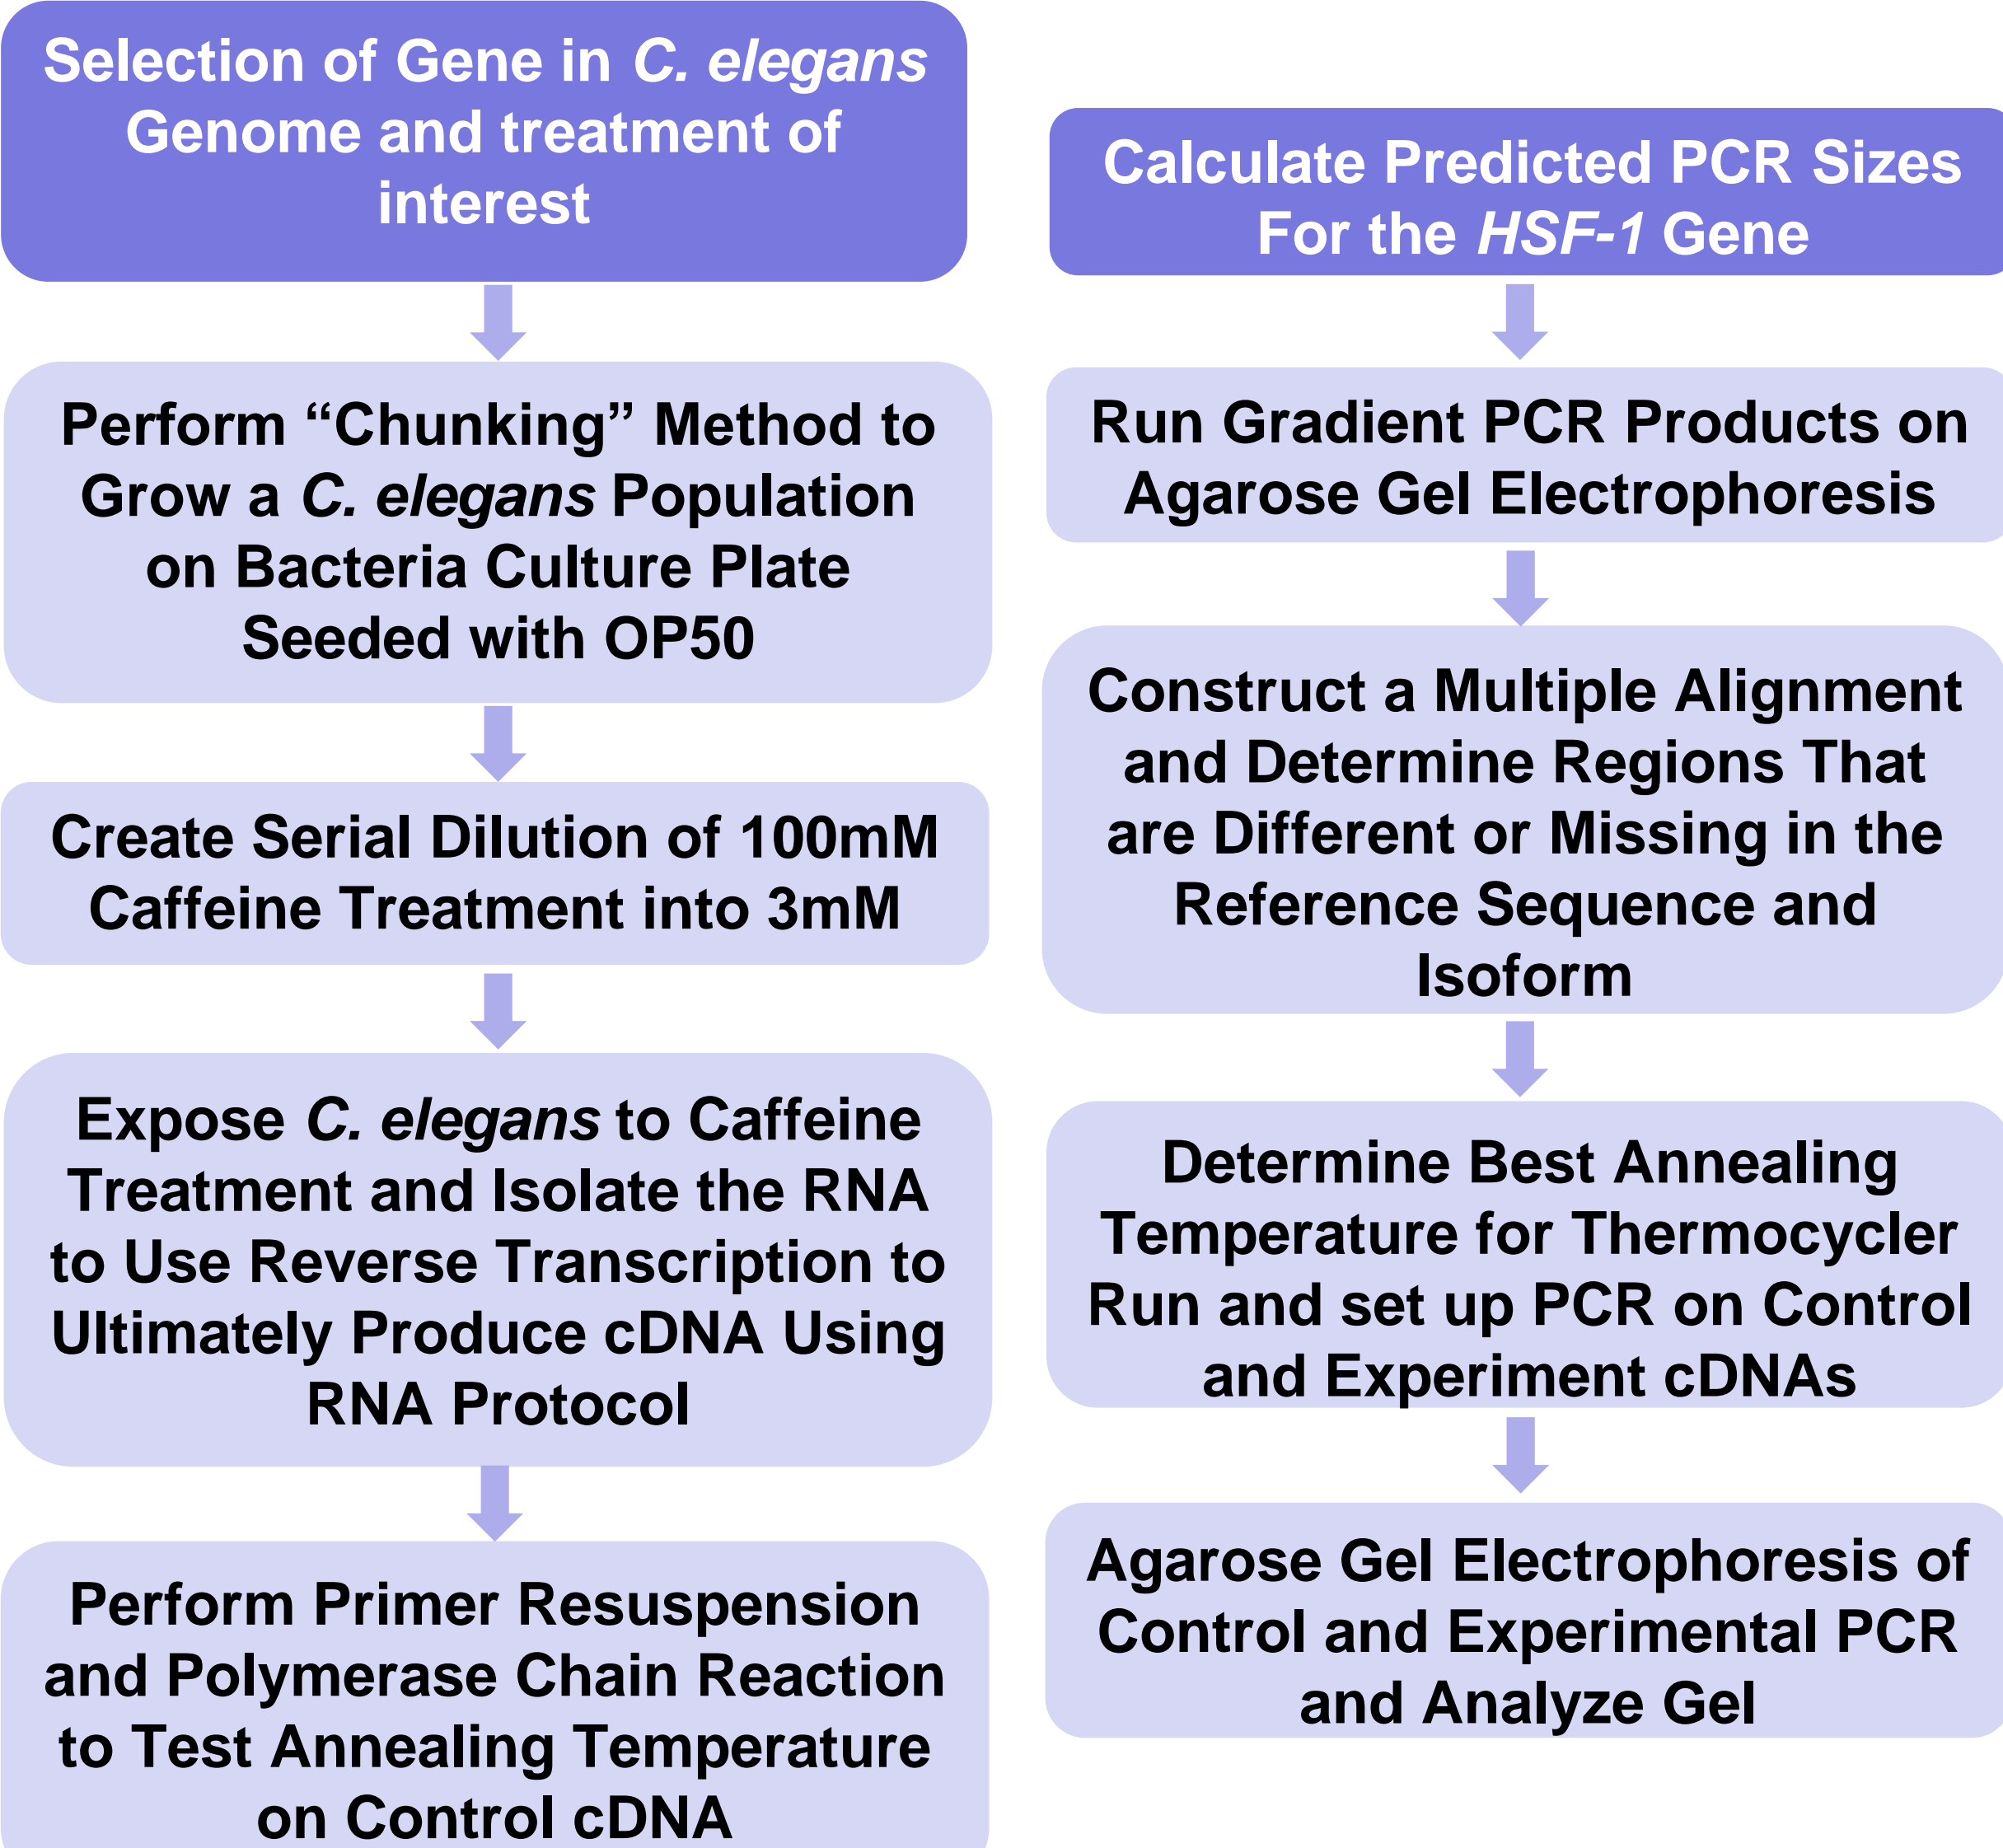 Selection of Gene in C. elegans
Genome and treatment of
interest
Perform “Chunking” Method to
Grow a C. elegans Population
on Bacteria Culture Plate
Seeded with OP50
Create Serial Dilution of 100mM
Caffeine Treatment into 3mM
Expose C. elegans to Caffeine
Treatment and Isolate the RNA
to Use Reverse Transcription to
Ultimately Produce cDNA Using
RNA Protocol
Perform Primer Resuspension
and Polymerase Chain Reaction
to Test Annealing Temperature
on Control cDNA
Calculate Predicted PCR Sizes
For the HSF-1 Gene
Run Gradient PCR Products on
Agarose Gel Electrophoresis
Construct a Multiple Alignment
and Determine Regions That
are Different or Missing in the
Reference Sequence and
Isoform
Determine Best Annealing
Temperature for Thermocycler
Run and set up PCR on Control
and Experiment cDNAs
Agarose Gel Electrophoresis of
Control and Experimental PCR
and Analyze Gel